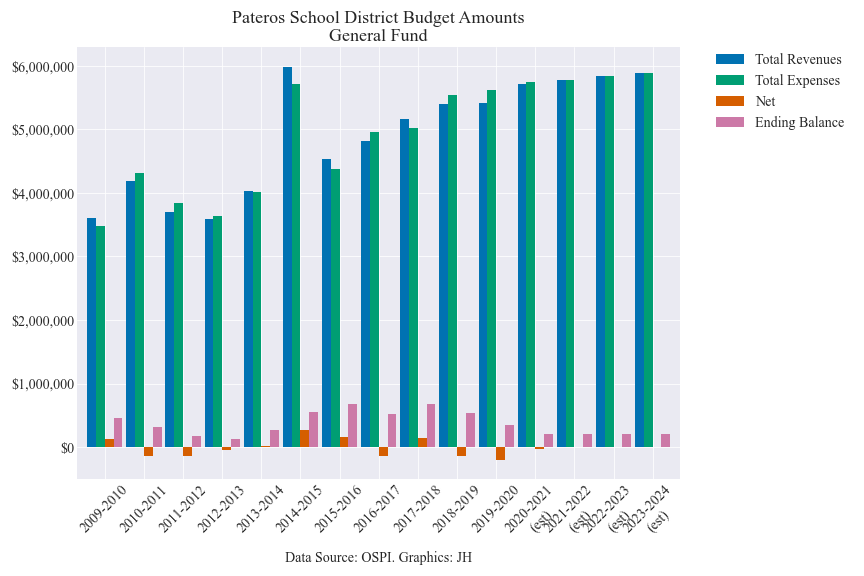 Pateros School District Budget Amounts
General Fund
$6,000,000
$5,000,000
$4,000,000
$3,000,000
$2,000,000
$1,000,000
$0
2009-2010
2010-2011
2011-2012
2012-2013
2013-2014
2014-2015
2015-2016
2016-2017
2017-2018
2018-2019
2019-2020
2020-2021
(est)
2021-2022
(est)
2022-2023
(est)
2023-2024
(est)
Total Revenues
Total Expenses
Net
Ending Balance
Data Source: OSPI. Graphics: JH